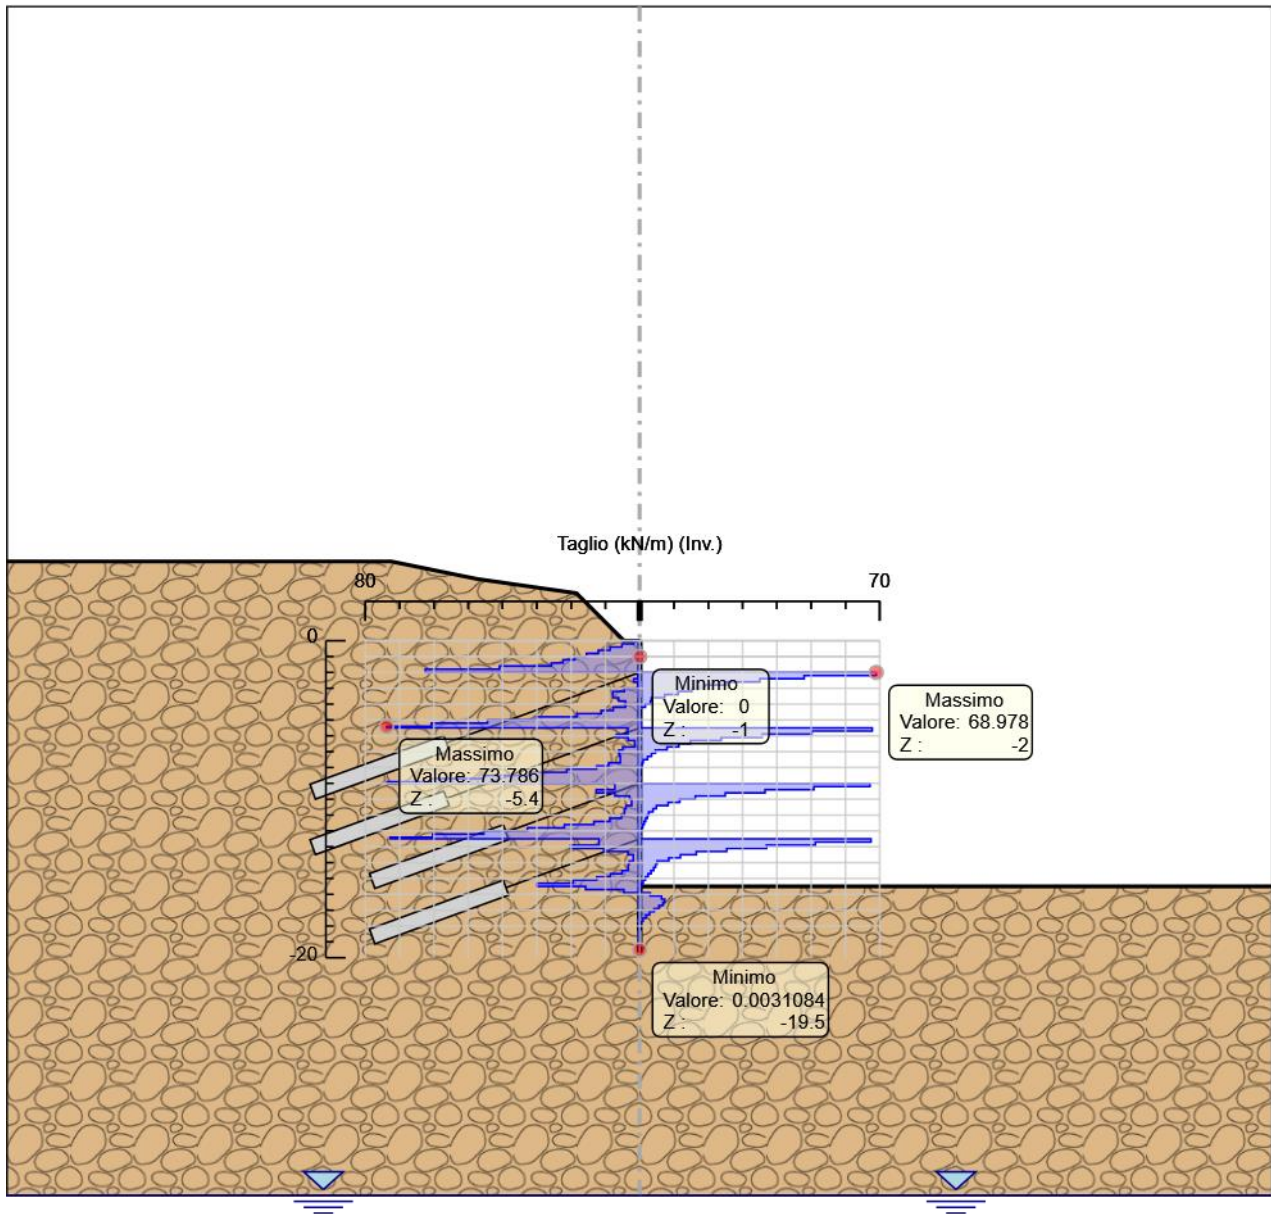 Taglio (kN/m) (Inv.)
80
70
0
Minimo
Valore: 0
Z : -1
Massimo
Valore: 68.978
Z : -2
Massimo
Valore: 73.786
Z : -5.4
-20
Minimo
Valore: 0.0031084
Z : -19.5